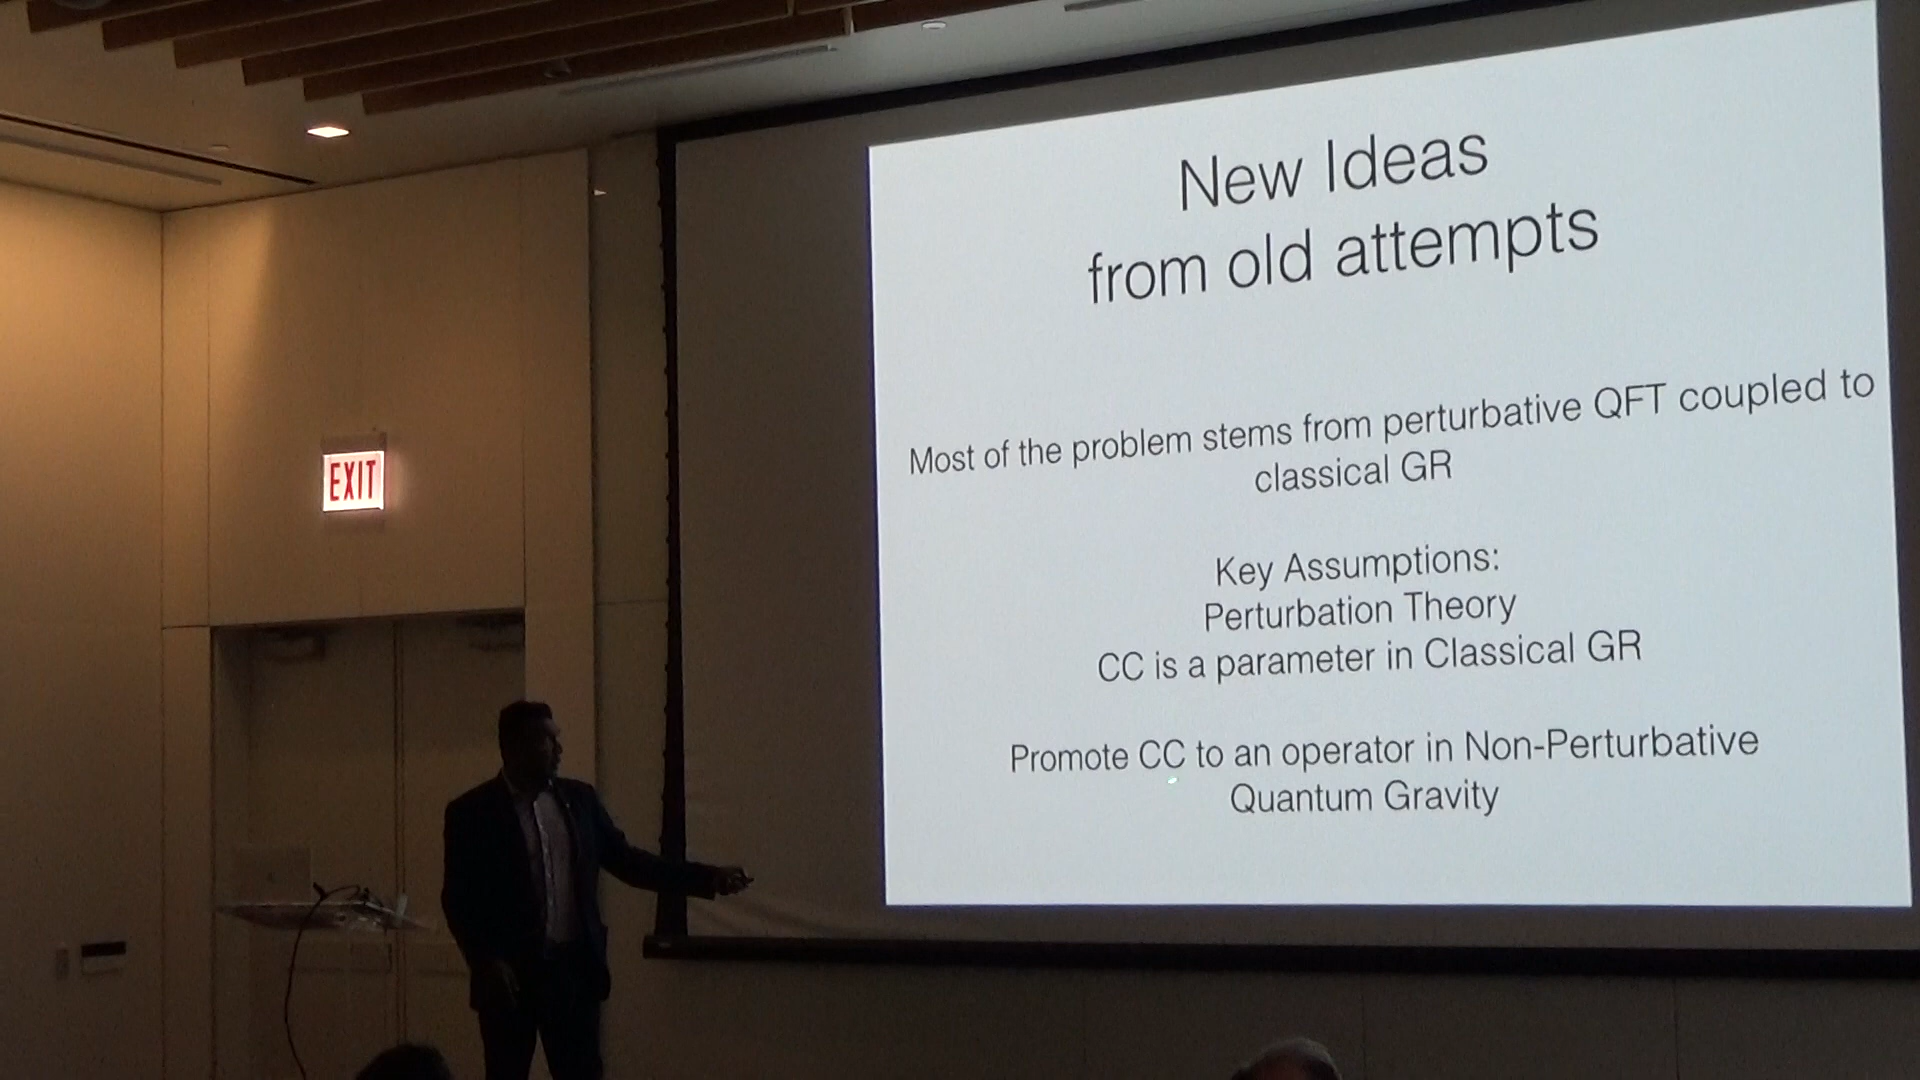 EXIT
New Ideas
from old attempts
Most of the problem stems from perturbative QFT coupled to
classical GR
Key Assumptions:
Perturbation Theory
CC is a parameter in Classical GR
Promote CC to an operator in Non-Perturbative
Quantum Gravity